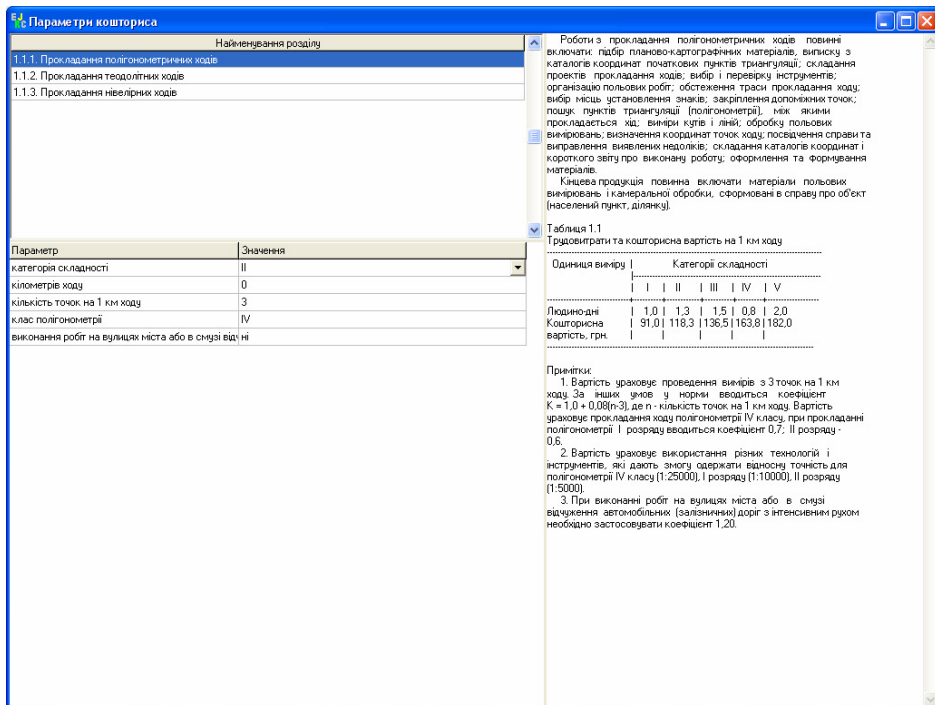 Параметри кошториса
Найменування розділу
1.1.1. Прокладання полігонометричних ходів
1.1.2. Прокладання теодолітних ходів
1.1.3. Прокладання нівелірних ходів
Параметр Значення
категорія складності II
кілометрів ходу 0
кількість точок на 1 км ходу 3
клас полігонометрії IV
виконання робіт на вулицях міста або в смузі від ні
Роботи з прокладання полігонометричних ходів повинні
включати: підбір планово-картографічних матеріалів, виписку з
каталогів координат початкових пунктів триангуляції; складання
проектів прокладання ходів; вибір і перевірку інструментів;
організацію польових робіт; обстеження траси прокладання ходу;
вибір місць установлення знаків; закріплення допоміжних точок;
пошук пунктів триангуляції (полігонометрії), між якими
прокладається хід; виміри кутів і ліній; обробку польових
вимірювань; визначення координат точок ходу; посвідчення справи та
виправлення виявлених недоліків; складання каталогів координат і
короткого звіту про виконану роботу; оформлення та формування
матеріалів.
Кінцева продукція повинна включати матеріали польових
вимірювань і камеральної обробки, сформовані в справу про об'єкт
(населений пункт, ділянку).
Таблиця 1.1
Трудовитрати та кошторисна вартість на 1 км ходу
Одиниця виміру | Категорії складності
| I | II | III | IV | V
Людино-дні | 1,0 | 1,3 | 1,5 | 0,8 | 2,0
Кошторисна | 91,0 | 118,3 | 136,5 | 163,8 | 182,0
вартість, грн. | | | | |
Примітки:
1. Вартість ураховує проведення вимірів з 3 точок на 1 км
ходу. За інших умов у норми вводиться коефіцієнт
K = 1,0 + 0,08(n-3), де n - кількість точок на 1 км ходу. Вартість
ураховує прокладання ходу полігонометрії IV класу, при прокладанні
полігонометрії I розряду вводиться коефіцієнт 0,7; II розряду -
0,6.
2. Вартість ураховує використання різних технологій і
інструментів, які дають змогу одержати відносну точність для
полігонометрії IV класу (1:25000), I розряду (1:10000), II розряду
(1:5000).
3. При виконанні робіт на вулицях міста або в смузі
відчуження автомобільних (залізничних) доріг з інтенсивним рухом
необхідно застосовувати коефіцієнт 1,20.